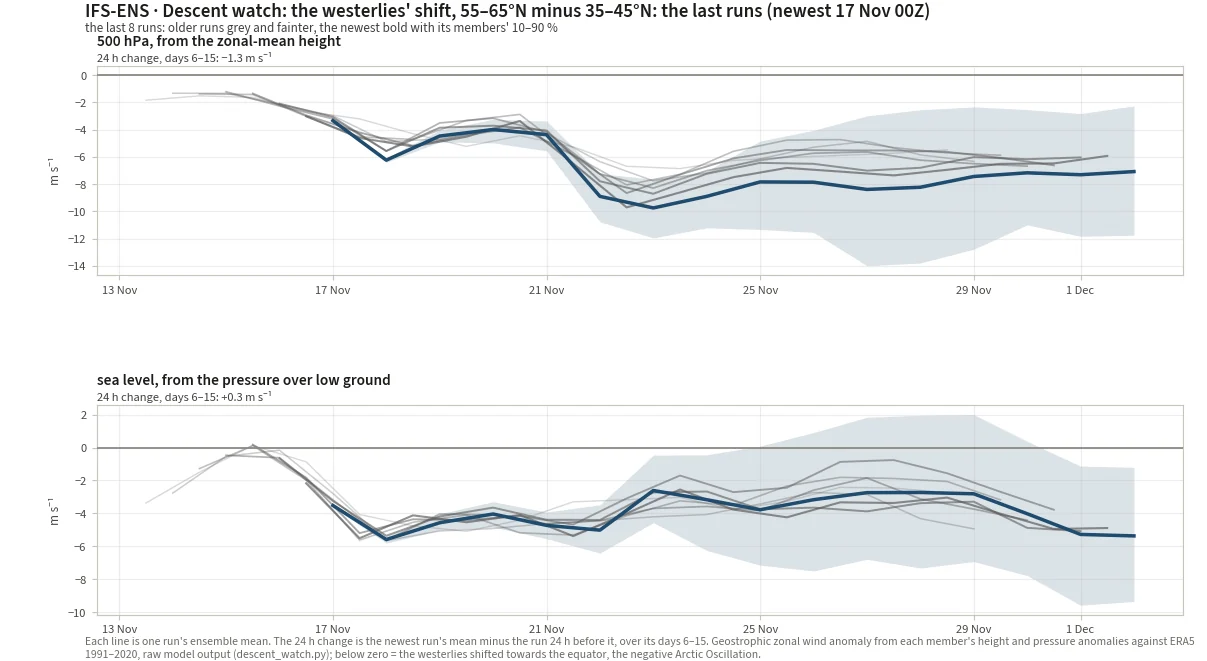 IFS-ENS · Descent watch: the westerlies' shift, 55–65°N minus 35–45°N: the last runs (newest 17 Nov 00Z)
the last 8 runs: older runs grey and fainter, the newest bold with its members' 10–90 %
500 hPa, from the zonal-mean height
24 h change, days 6–15: −1.3 m s⁻¹
0
−2
−4
−6
−8
−10
−12
−14
m s⁻¹
13 Nov 17 Nov 21 Nov 25 Nov 29 Nov 1 Dec
sea level, from the pressure over low ground
24 h change, days 6–15: +0.3 m s⁻¹
2
0
−2
−4
−6
−8
−10
m s⁻¹
13 Nov 17 Nov 21 Nov 25 Nov 29 Nov 1 Dec
Each line is one run's ensemble mean. The 24 h change is the newest run's mean minus the run 24 h before it, over its days 6–15. Geostrophic zonal wind anomaly from each member's height and pressure anomalies against ERA5
1991–2020, raw model output (descent_watch.py); below zero = the westerlies shifted towards the equator, the negative Arctic Oscillation.